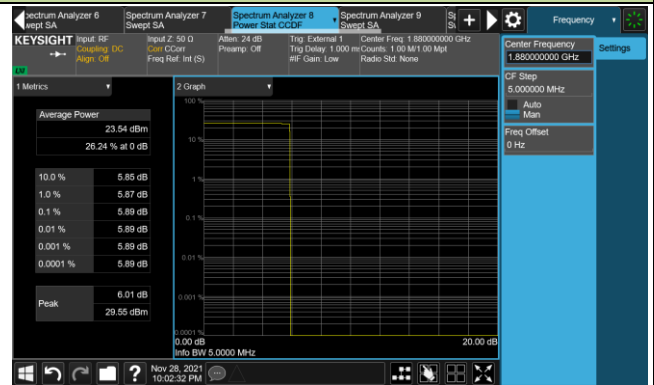 pectrum Analyzer 6
wept SA
Spectrum Analyzer 7
Swept SA
Spectrum Analyzer 8
Power Stat CCDF
Spectrum Analyzer 9
Swept SA
Frequency
KEYSIGHT
Input: RF
Coupling: DC
Align: Off
Input Z: 50 Ω
Corr CCorr
Freq Ref: Int (S)
Atten: 24 dB
Preamp: Off
Trig: External 1
Trig Delay: 1.000 ms
#IF Gain: Low
Center Freq: 1.880000000 GHz
Counts: 1.00 M/1.00 Mpt
Radio Std: None
LW
Center Frequency
1.880000000 GHz
Settings
CF Step
5.000000 MHz
Auto
Man
Freq Offset
0 Hz
1 Metrics
2 Graph
Average Power
23.54 dBm
26.24 % at 0 dB
10.0 % 5.85 dB
1.0 % 5.87 dB
0.1 % 5.89 dB
0.01 % 5.89 dB
0.001 % 5.89 dB
0.0001 % 5.89 dB
Peak 6.01 dB
29.55 dBm
100 %
10 %
1 %
0.1 %
0.01 %
0.001 %
0.0001 %
0.00 dB
20.00 dB
Info BW 5.0000 MHz
Nov 28, 2021
10:02:32 PM